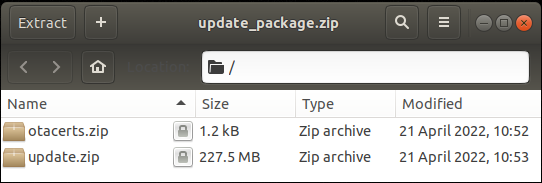 Extract + update_package.zip
Location: /
Name Size Type Modified
otacerts.zip 1.2 kB Zip archive 21 April 2022, 10:52
update.zip 227.5 MB Zip archive 21 April 2022, 10:53